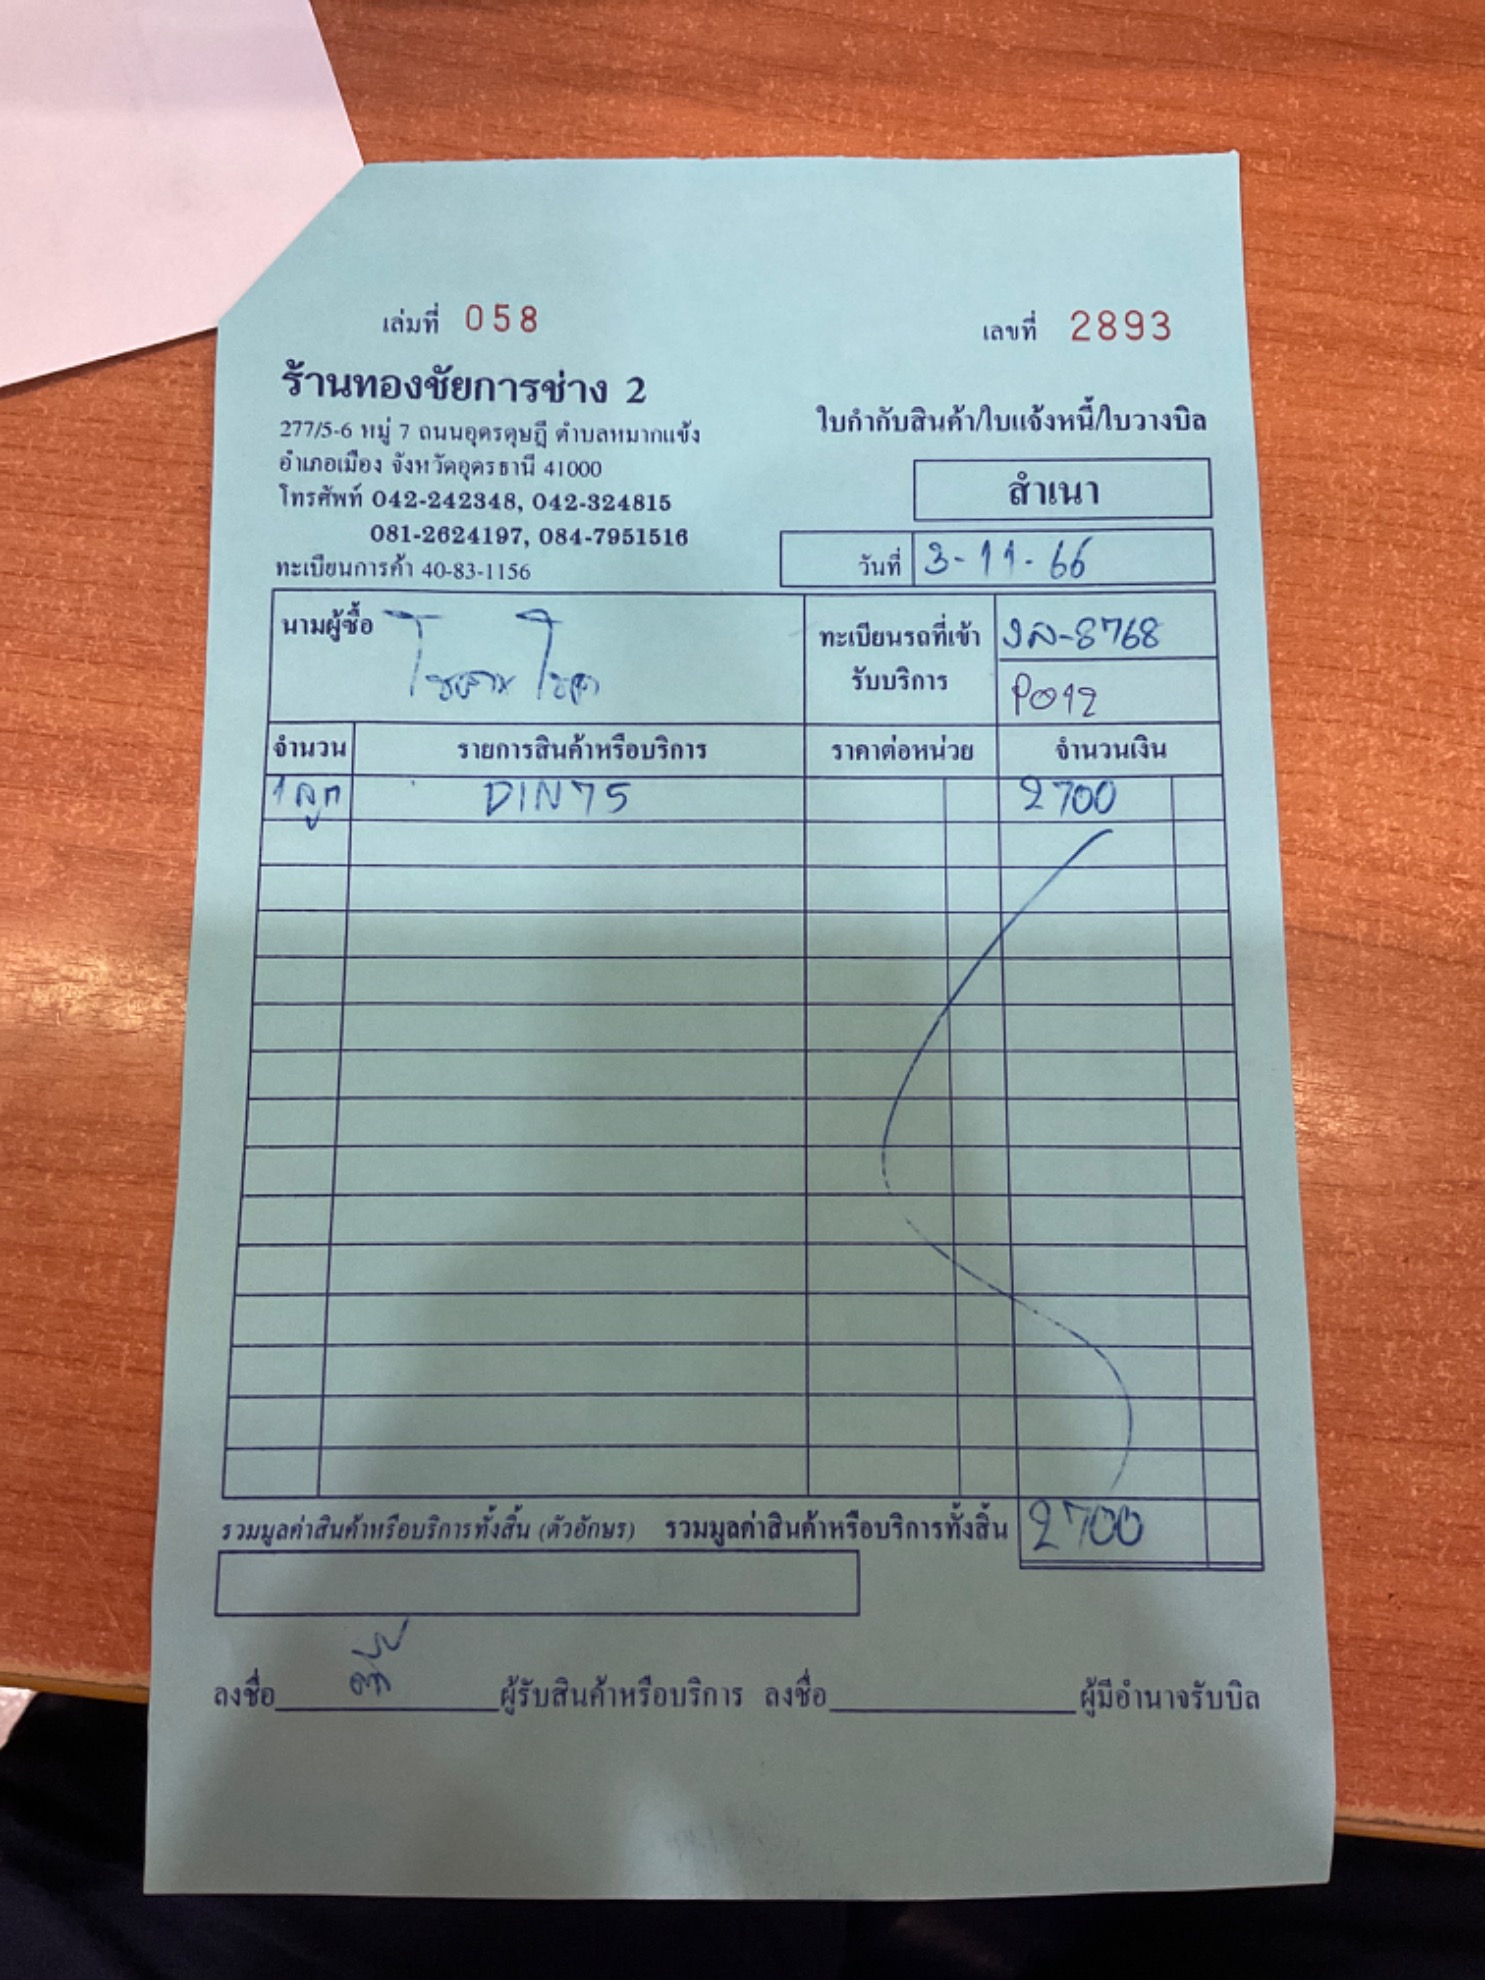 เล่มที่ 058
เลขที่ 2893
ร้านทองชัยการช่าง 2
277/5-6 หมู่ 7 ถนนอุดรดุษฎี ตำบลหมากแข้ง
อำเภอเมือง จังหวัดอุดรธานี 41000
โทรศัพท์ 042-242348, 042-324815
081-2624197, 084-7951516
ทะเบียนการค้า 40-83-1156
ใบกำกับสินค้า/ใบแจ้งหนี้/ใบวางบิล
สำเนา
วันที่ 3-11-66
นามผู้ซื้อ
ทะเบียนรถที่เข้า
รับบริการ
-8768
PO12
จำนวน รายการสินค้าหรือบริการ ราคาต่อหน่วย จำนวนเงิน
1 ลูก DIN75 2700
รวมมูลค่าสินค้าหรือบริการทั้งสิ้น (ตัวอักษร) รวมมูลค่าสินค้าหรือบริการทั้งสิ้น 2700
ลงชื่อ ผู้รับสินค้าหรือบริการ ลงชื่อ ผู้มีอำนาจรับบิล